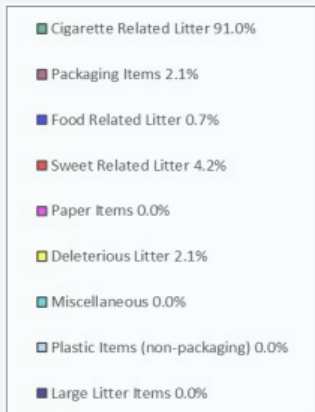 Cigarette Related Litter 91.0%
Packaging Items 2.1%
Food Related Litter 0.7%
Sweet Related Litter 4.2%
Paper Items 0.0%
Deleterious Litter 2.1%
Miscellaneous 0.0%
Plastic Items (non-packaging) 0.0%
Large Litter Items 0.0%